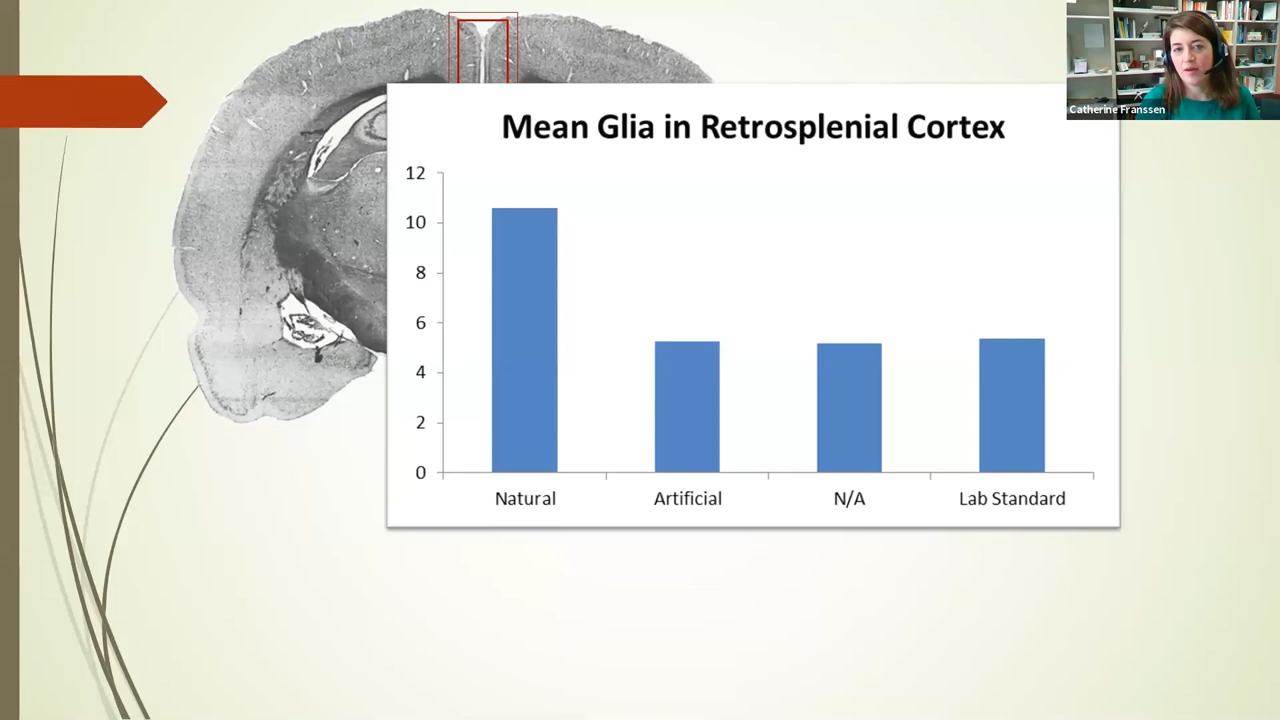 Catherine Franssen
Mean Glia in Retrosplenial Cortex
12
10
8
6
4
2
0
Natural
Artificial
N/A
Lab Standard